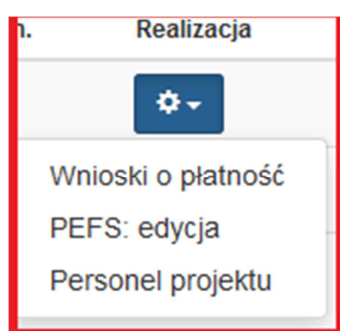 n. Realizacja
Wnioski o płatność
PEFS: edycja
Personel projektu